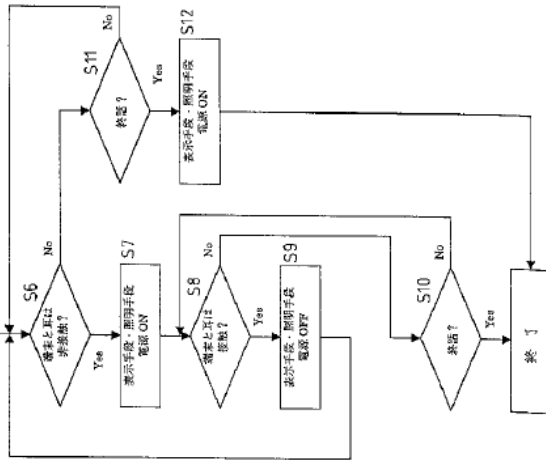 S6
端末と耳は
非接触?
No
Yes
S7
表示手段・照明手段
電源 ON
S8
端末と耳は
接触?
No
Yes
S9
表示手段・照明手段
電源 OFF
S10
終話?
No
Yes
終 了
S11
終話?
No
Yes
S12
表示手段・照明手段
電源 ON